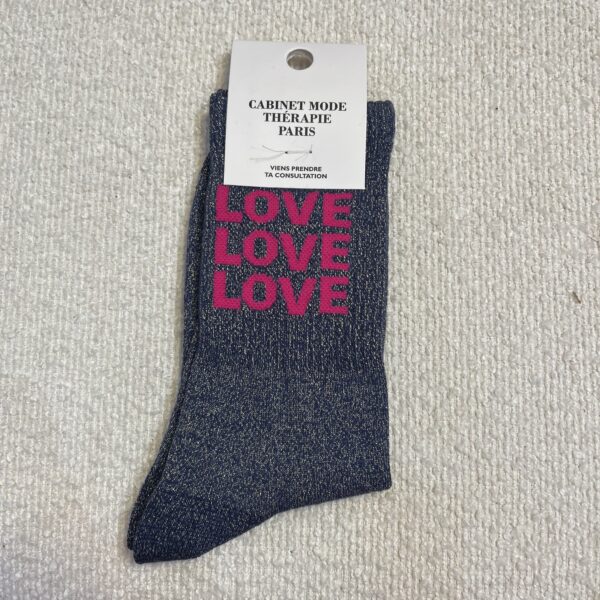 CABINET MODE
THÉRAPIE
PARIS
VIENS PRENDRE
TA CONSULTATION
LOVE
LOVE
LOVE